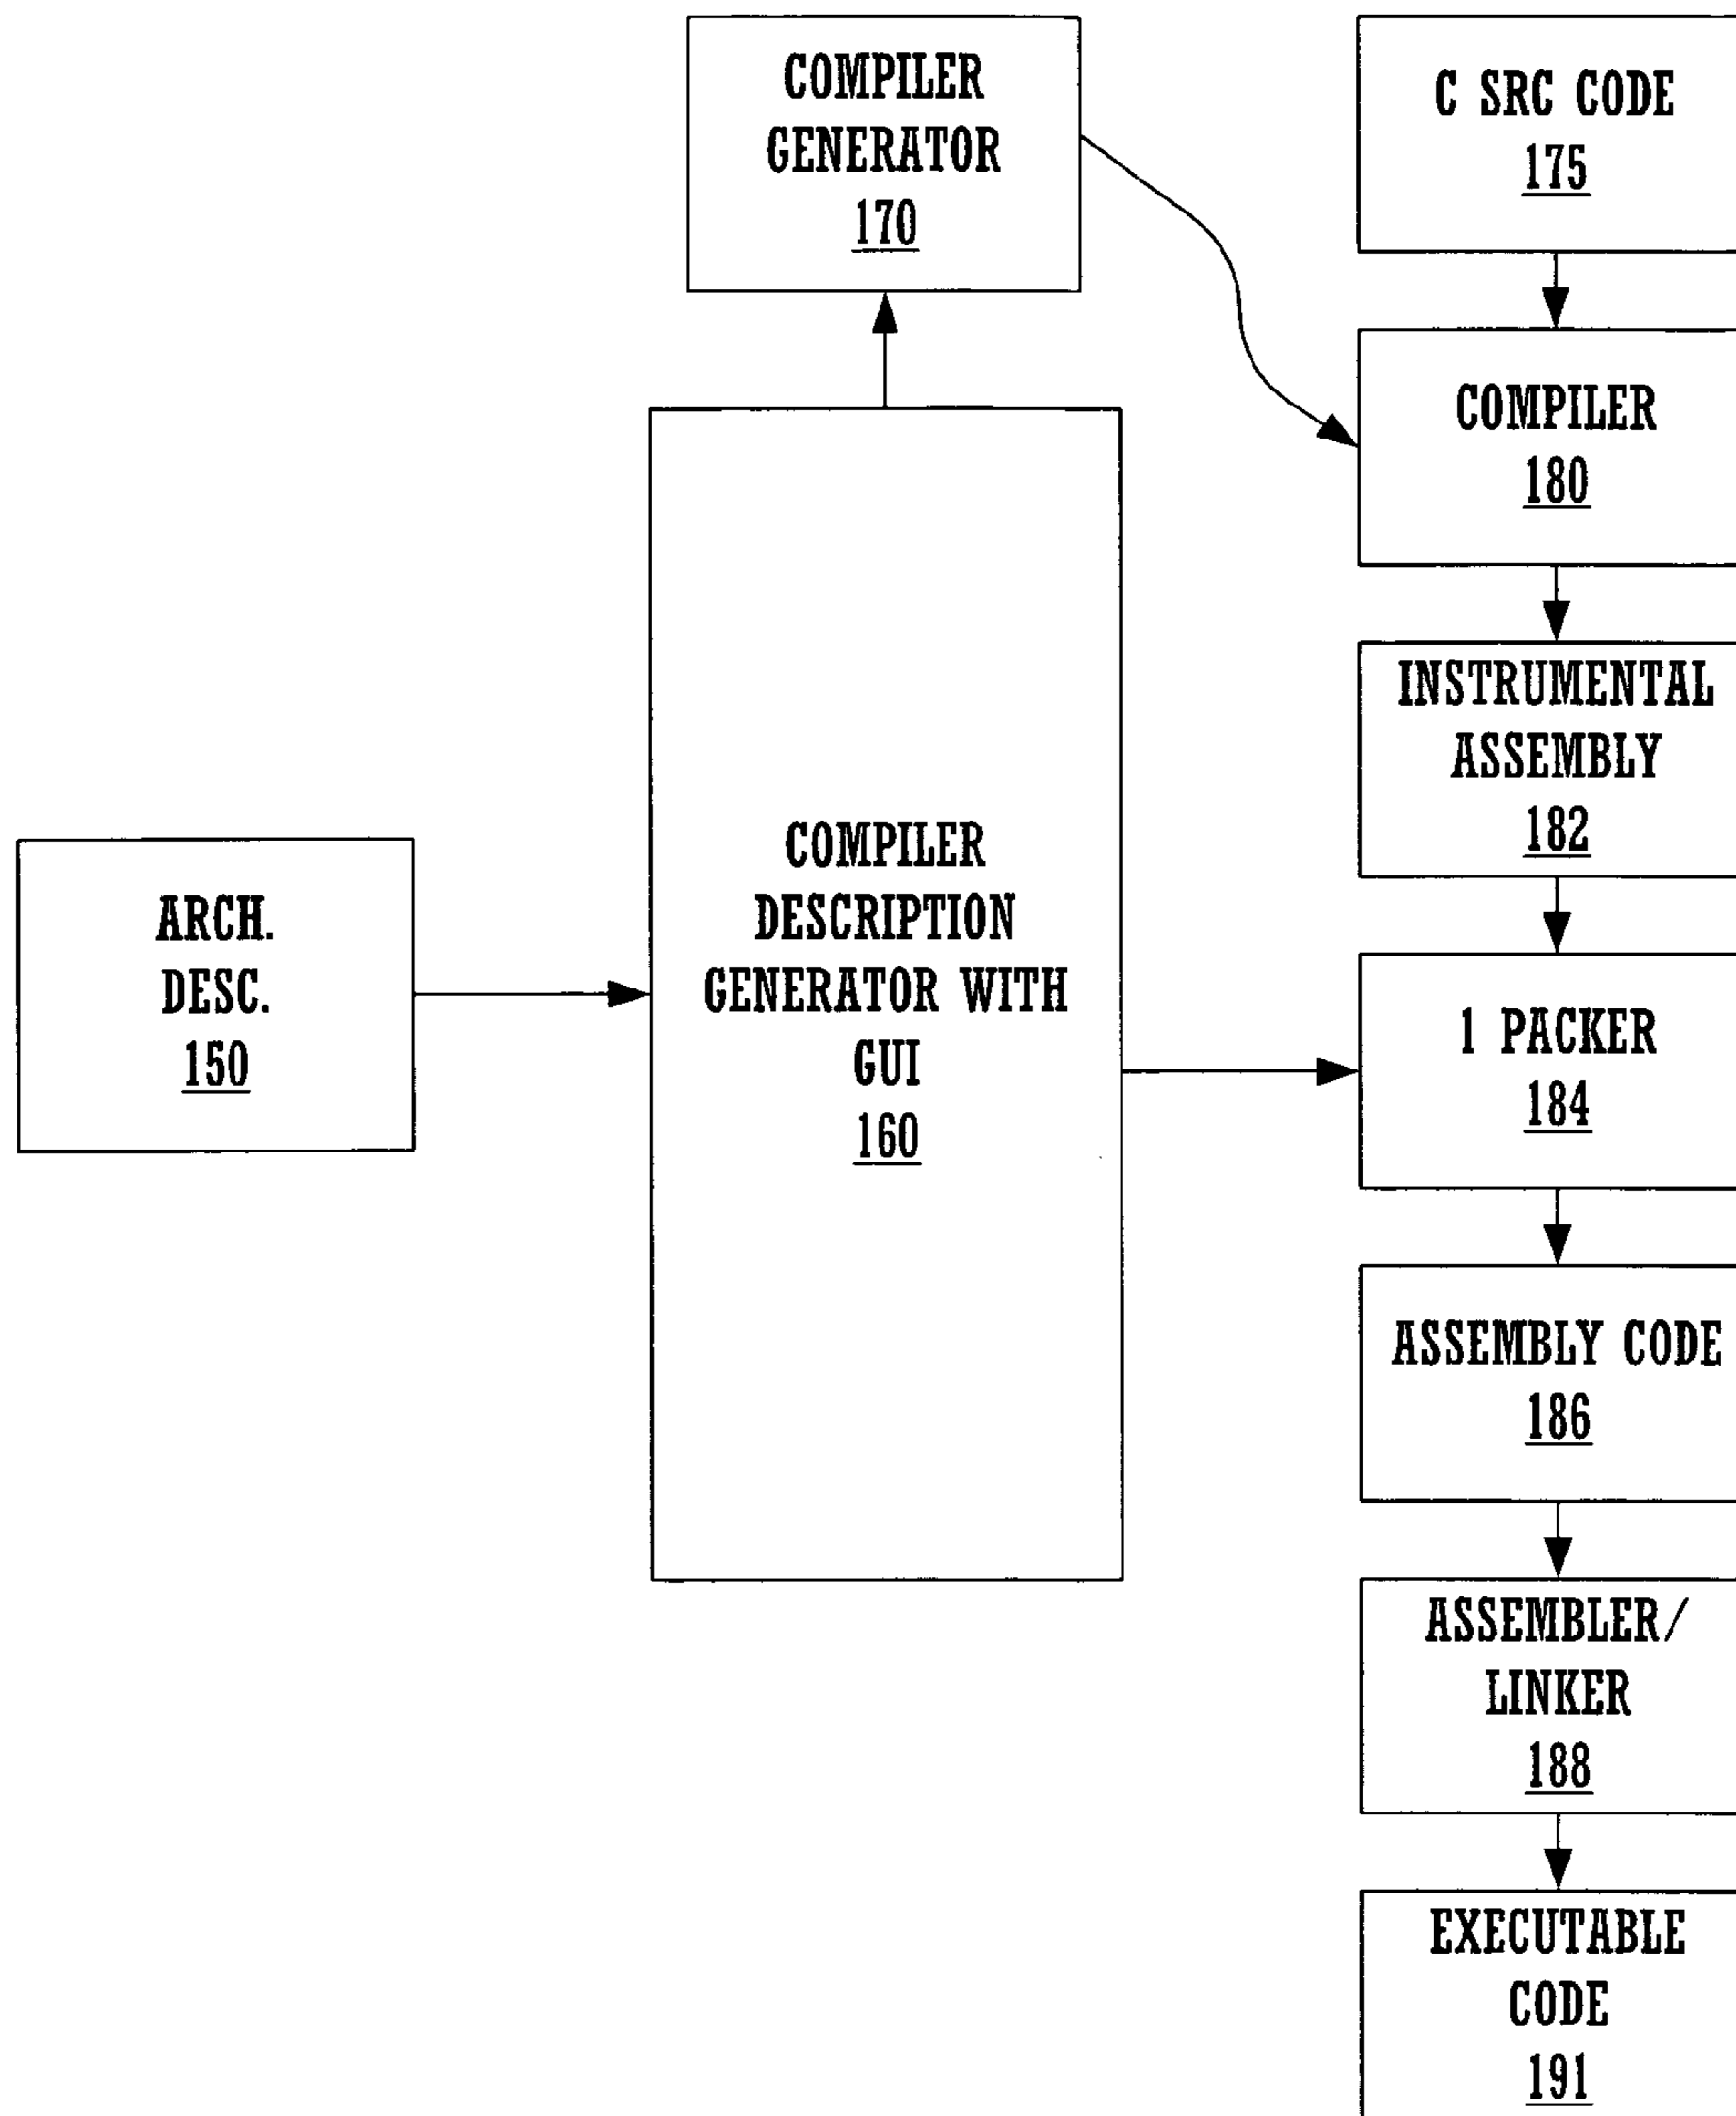 COMPILER
GENERATOR
170
C SRC CODE
175
COMPILER
180
INSTRUMENTAL
ASSEMBLY
182
ARCH.
DESC.
150
COMPILER
DESCRIPTION
GENERATOR WITH
GUI
160
1 PACKER
184
ASSEMBLY CODE
186
ASSEMBLER/
LINKER
188
EXECUTABLE
CODE
191